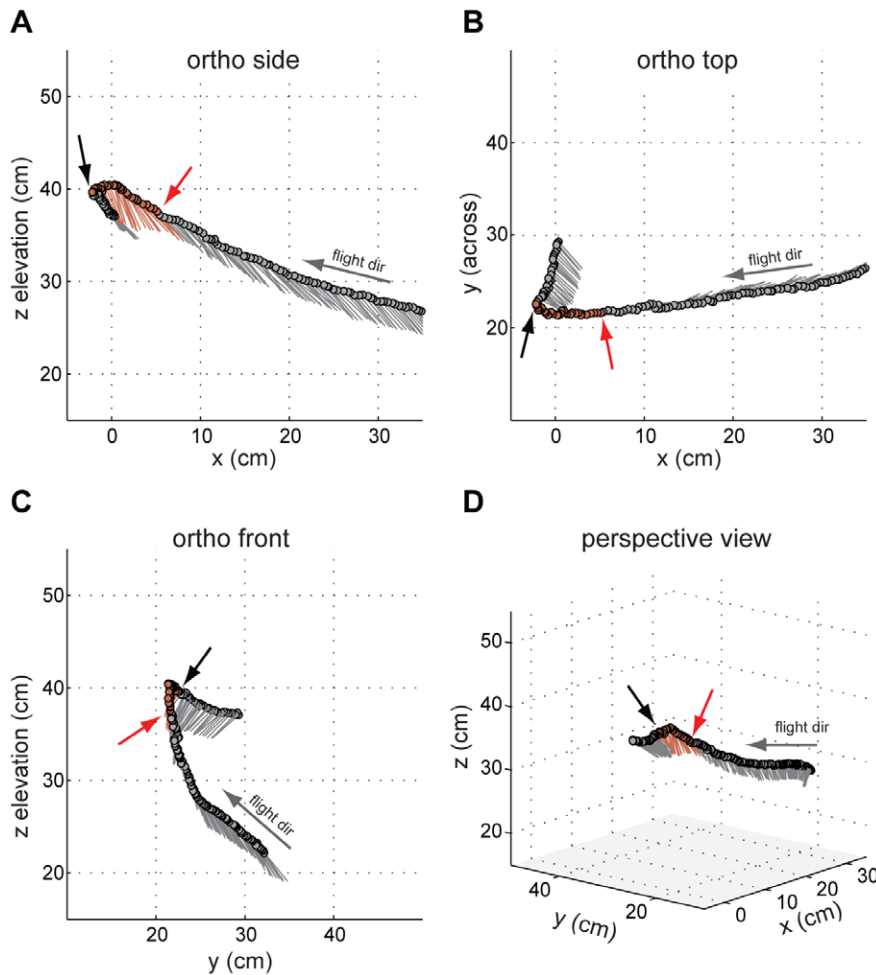 A
ortho side
50
40
30
20
z elevation (cm)
flight dir
0
10
20
30
x (cm)
B
ortho top
40
30
20
y (across)
flight dir
0
10
20
30
x (cm)
C
ortho front
50
40
30
20
z elevation (cm)
flight dir
20
40
y (cm)
D
perspective view
50
40
30
20
z (cm)
flight dir
40
20
y (cm)
0
10
20
30
x (cm)